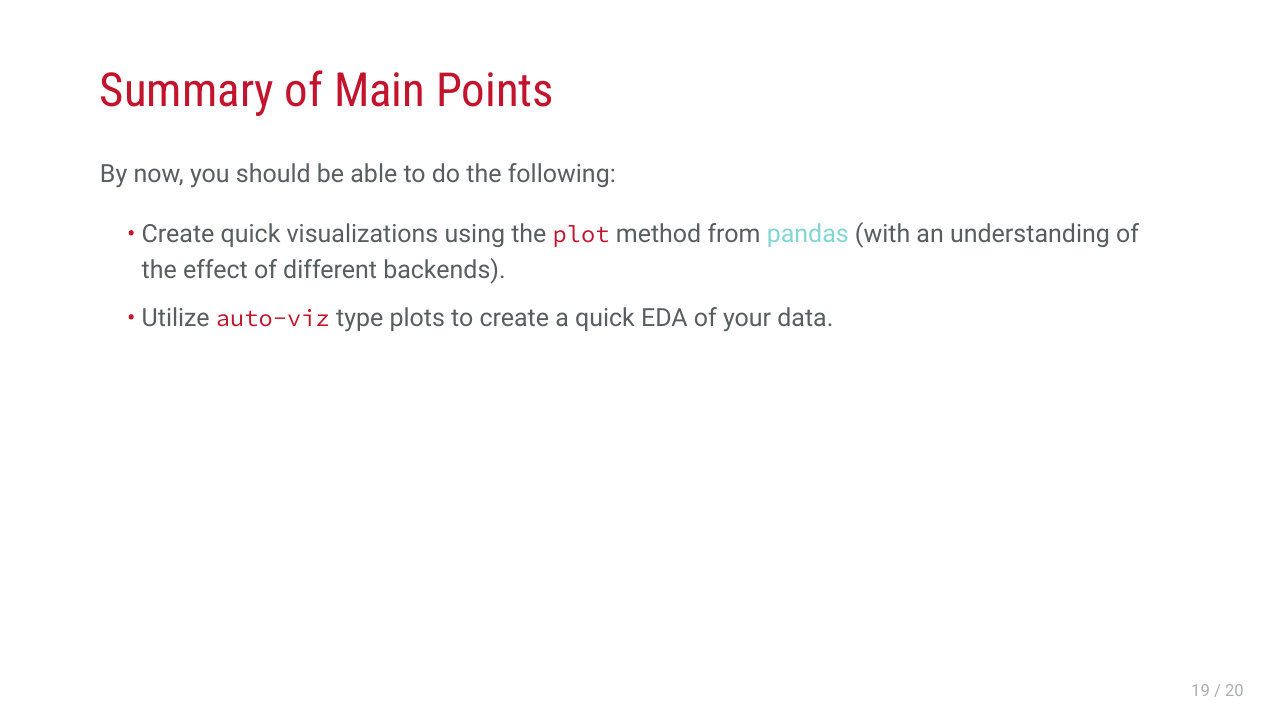 Summary of Main Points
By now, you should be able to do the following:
• Create quick visualizations using the plot method from pandas (with an understanding of
the effect of different backends).
• Utilize auto-viz type plots to create a quick EDA of your data.
19 / 20